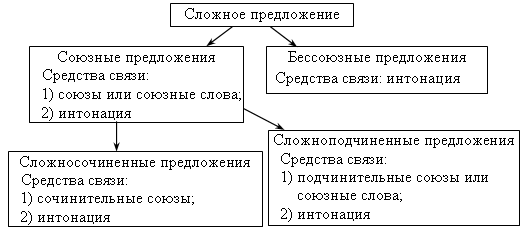 Сложное предложение
Союзные предложения
Средства связи:
1) союзы или союзные слова;
2) интонация
Бессоюзные предложения
Средства связи: интонация
Сложносочиненные предложения
Средства связи:
1) сочинительные союзы;
2) интонация
Сложноподчиненные предложения
Средства связи:
1) подчинительные союзы или
союзные слова;
2) интонация